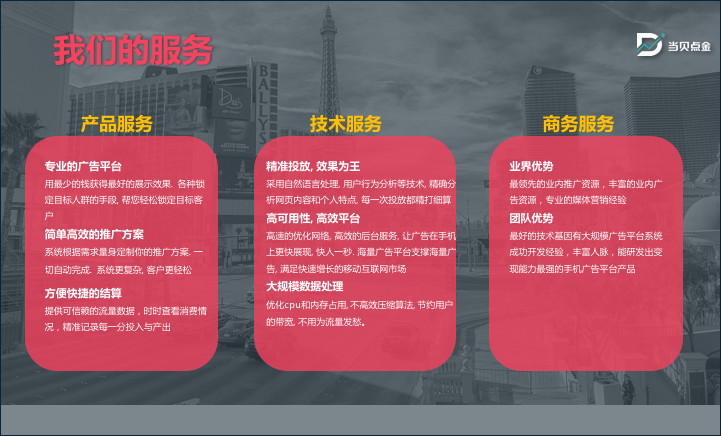 我们的服务
当贝点金
产品服务
专业的广告平台
用最少的钱获得最好的展示效果. 各种锁
定目标人群的手段, 帮您轻松锁定目标客
户
简单高效的推广方案
系统根据需求量身定制你的推广方案. 一
切自动完成. 系统更复杂, 客户更轻松
方便快捷的结算
提供可信赖的流量数据，时时查看消费情
况，精准记录每一分投入与产出
技术服务
精准投放, 效果为王
采用自然语言处理, 用户行为分析等技术, 精确分
析网页内容和个人特点, 每一次投放都精打细算
高可用性, 高效平台
高速的优化网络, 高效的后台服务. 让广告在手机
上更快展现, 快人一秒. 海量广告平台支撑海量广
告, 满足快速增长的移动互联网市场
大规模数据处理
优化cpu和内存占用, 不高效压缩算法, 节约用户
的带宽, 不用为流量发愁。
商务服务
业界优势
最领先的业内推广资源，丰富的业内广
告资源，专业的媒体营销经验
团队优势
最好的技术基因有大规模广告平台系统
成功开发经验，丰富人脉，能研发出变
现能力最强的手机广告平台产品
BALLYS